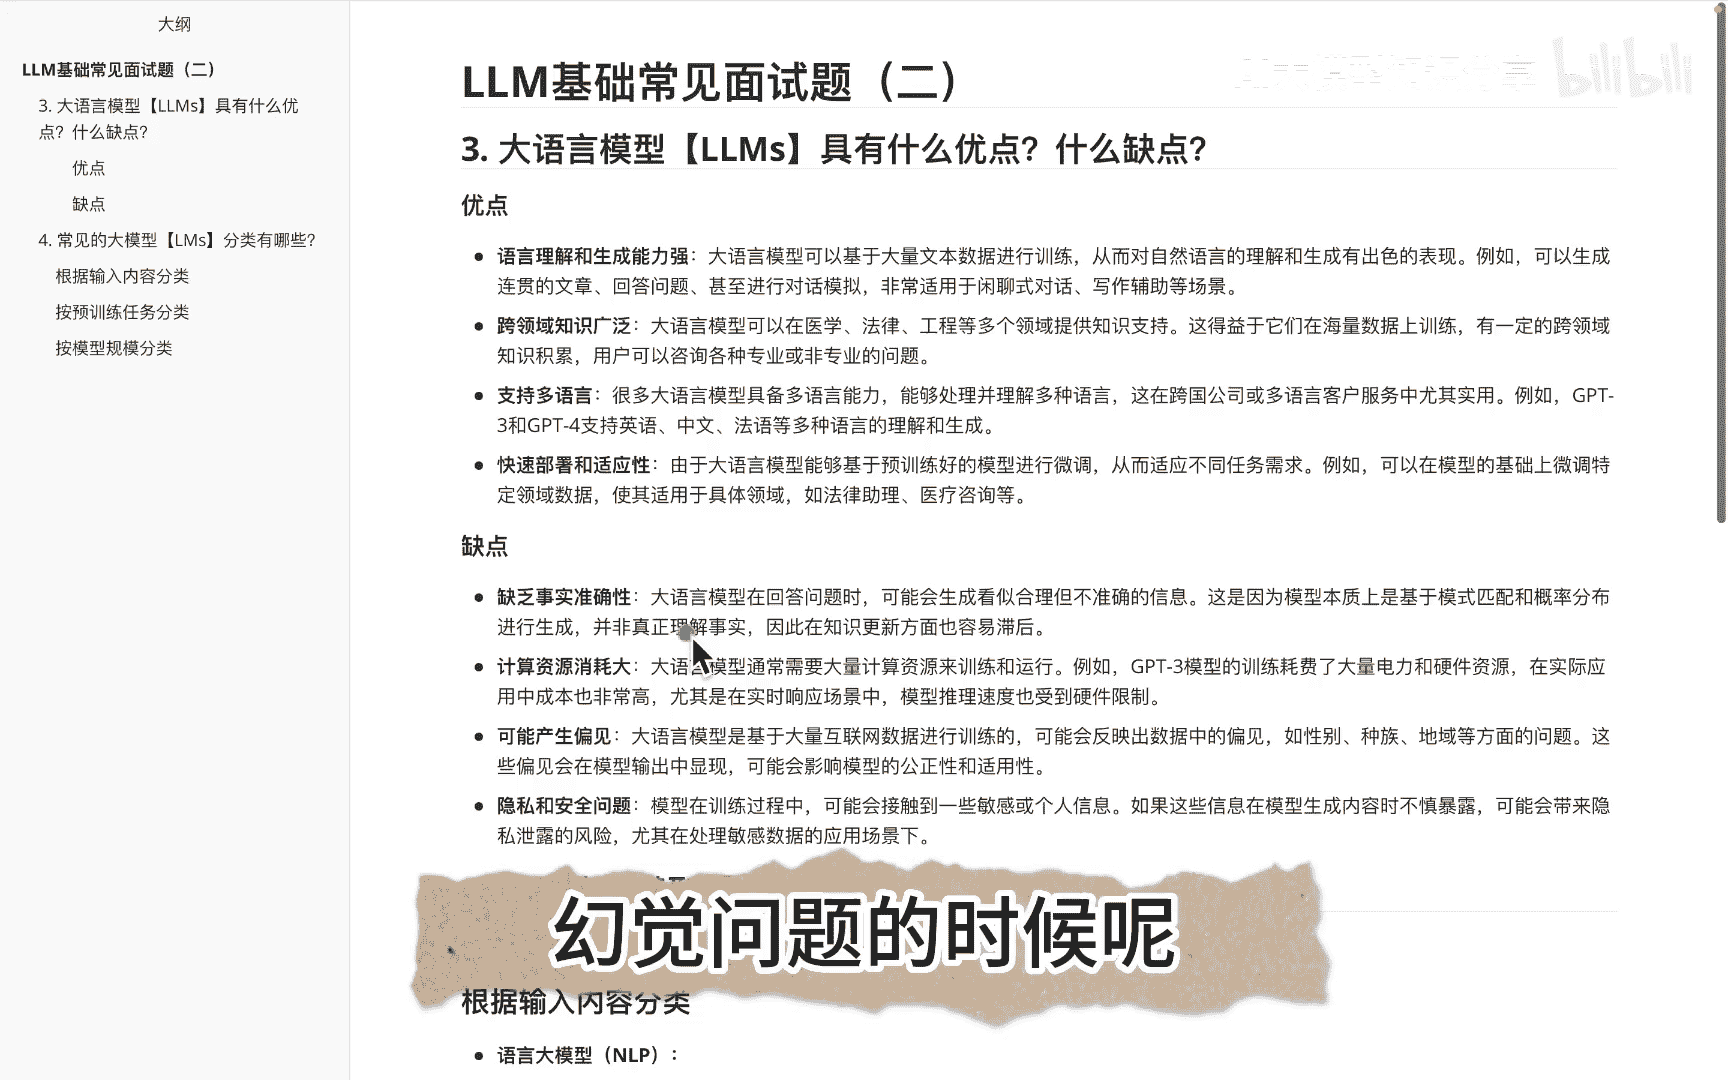 大纲
LLM基础常见面试题（二）
3. 大语言模型【LLMs】具有什么优
点？什么缺点？
优点
缺点
4. 常见的大模型【LMs】分类有哪些？
根据输入内容分类
按预训练任务分类
按模型规模分类
bilibili
LLM基础常见面试题（二）
3. 大语言模型【LLMs】具有什么优点？什么缺点？
优点
语言理解和生成能力强：大语言模型可以基于大量文本数据进行训练，从而对自然语言的理解和生成有出色的表现。例如，可以生成
连贯的文章、回答问题、甚至进行对话模拟，非常适用于闲聊式对话、写作辅助等场景。
跨领域知识广泛：大语言模型可以在医学、法律、工程等多个领域提供知识支持。这得益于它们在海量数据上训练，有一定的跨领域
知识积累，用户可以咨询各种专业或非专业的问题。
支持多语言：很多大语言模型具备多语言能力，能够处理并理解多种语言，这在跨国公司或多语言客户服务中尤其实用。例如，GPT-
3和GPT-4支持英语、中文、法语等多种语言的理解和生成。
快速部署和适应性：由于大语言模型能够基于预训练好的模型进行微调，从而适应不同任务需求。例如，可以在模型的基础上微调特
定领域数据，使其适用于具体领域，如法律助理、医疗咨询等。
缺点
缺乏事实准确性：大语言模型在回答问题时，可能会生成看似合理但不准确的信息。这是因为模型本质上是基于模式匹配和概率分布
进行生成，并非真正理解事实，因此在知识更新方面也容易滞后。
计算资源消耗大：大语言模型通常需要大量计算资源来训练和运行。例如，GPT-3模型的训练耗费了大量电力和硬件资源，在实际应
用中成本也非常高，尤其是在实时响应场景中，模型推理速度也受到硬件限制。
可能产生偏见：大语言模型是基于大量互联网数据进行训练的，可能会反映出数据中的偏见，如性别、种族、地域等方面的问题。这
些偏见会在模型输出中显现，可能会影响模型的公正性和适用性。
隐私和安全问题：模型在训练过程中，可能会接触到一些敏感或个人信息。如果这些信息在模型生成内容时不慎暴露，可能会带来隐
私泄露的风险，尤其在处理敏感数据的应用场景下。
幻觉问题的时候呢
根据输入内容分类
语言大模型（NLP）：